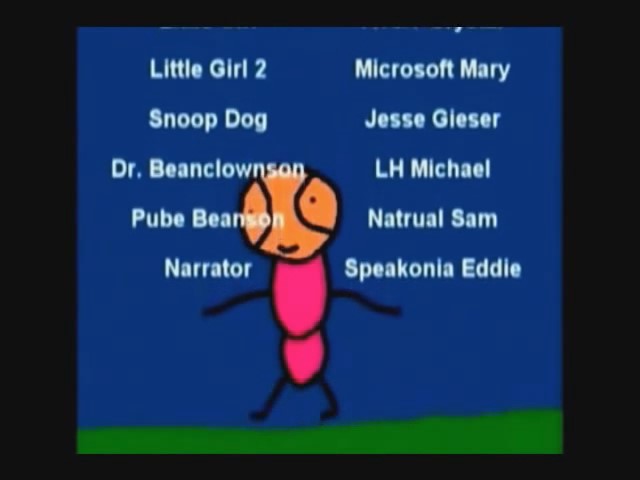 Little Girl 2 Microsoft Mary
Snoop Dog Jesse Gieser
Dr. Beanclownson LH Michael
Pube Beanson Natrual Sam
Narrator Speakonia Eddie